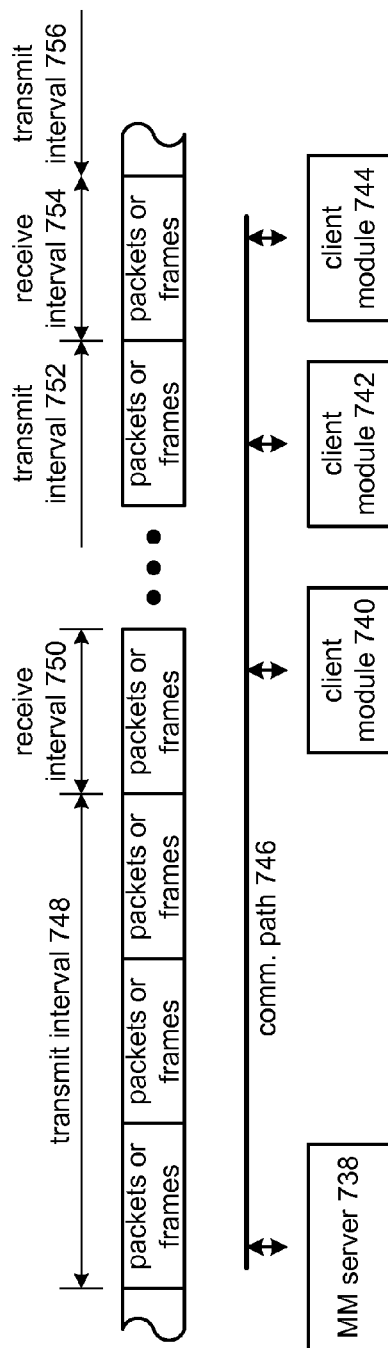 transmit interval 748
receive
interval 750
transmit
interval 752
receive
interval 754
transmit
interval 756
packets or
frames
packets or
frames
packets or
frames
packets or
frames
packets or
frames
packets or
frames
comm. path 746
MM server 738
client
module 740
client
module 742
client
module 744